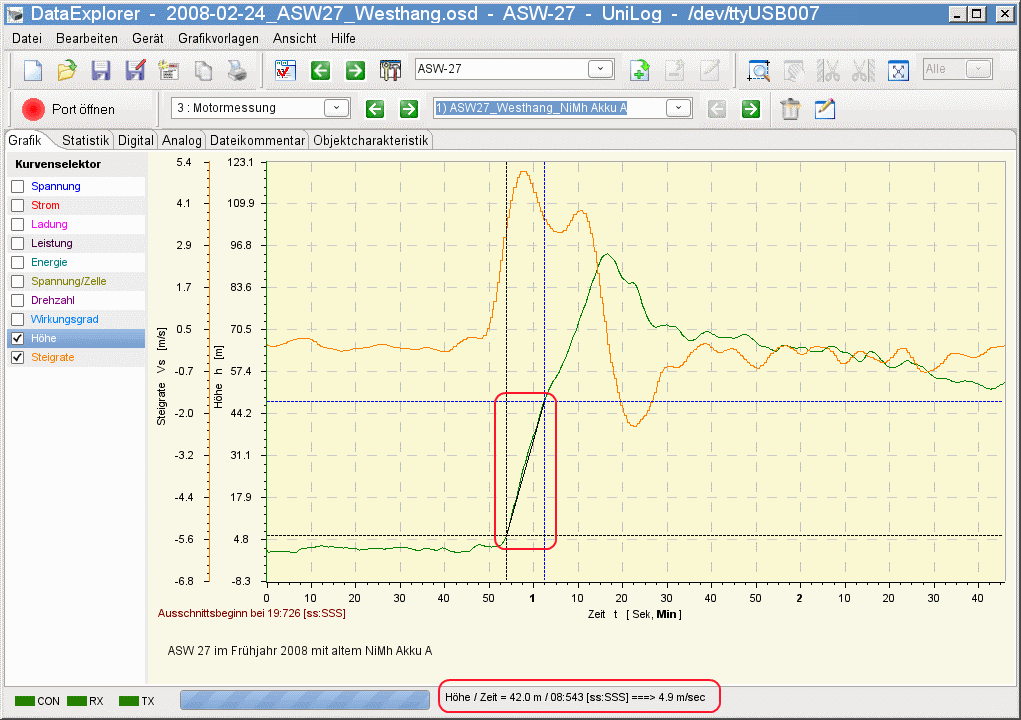 DataExplorer - 2008-02-24_ASW27_Westhang.osd - ASW-27 - UniLog - /dev/ttyUSB007
Datei Bearbeiten Gerät Grafikvorlagen Ansicht Hilfe
ASW-27 Alle
Port öffnen 3 : Motormessung 1) ASW27_Westhang_NiMh Akku A
Grafik Statistik Digital Analog Dateikommentar Objektcharakteristik
Kurvenselektor
Spannung
Strom
Ladung
Leistung
Energie
Spannung/Zelle
Drehzahl
Wirkungsgrad
Höhe
Steigrate
Steigrate Vs [m/s]
5.4
4.1
2.9
1.7
0.5
-0.7
-2.0
-3.2
-4.4
-5.6
-6.8
Höhe h [m]
123.1
109.9
96.8
83.6
70.5
57.4
44.2
31.1
17.9
4.8
-8.3
0 10 20 30 40 50 1 10 20 30 40 50 2 10 20 30 40
Ausschnittsbeginn bei 19:726 [ss:SSS] Zeit t [ Sek, Min ]
ASW 27 im Frühjahr 2008 mit altem NiMh Akku A
CON RX TX Höhe / Zeit = 42.0 m / 08:543 [ss:SSS] ===> 4.9 m/sec